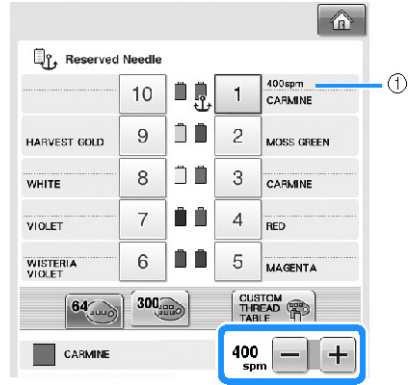 Reserved Needle
400spm
①
10 1 CARMINE
HARVEST GOLD 9 2 MOSS GREEN
WHITE 8 3 CARMINE
VIOLET 7 4 RED
WISTERIA
VIOLET 6 5 MAGENTA
64 300 CUSTOM
THREAD
TABLE
CARMINE 400
spm − +